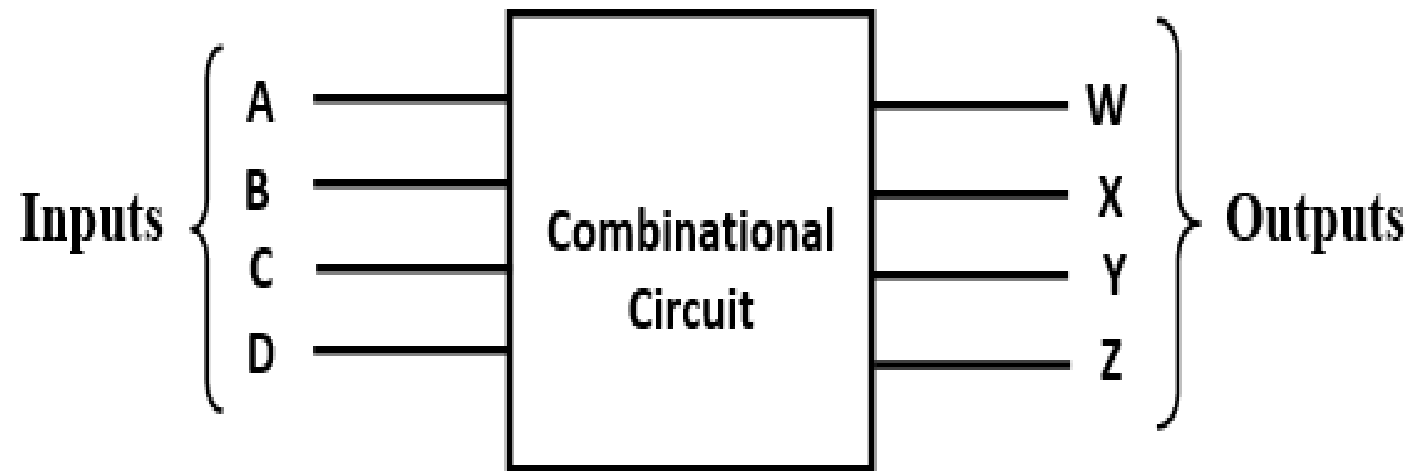 Inputs
A
B
C
D
Combinational
Circuit
W
X
Y
Z
Outputs